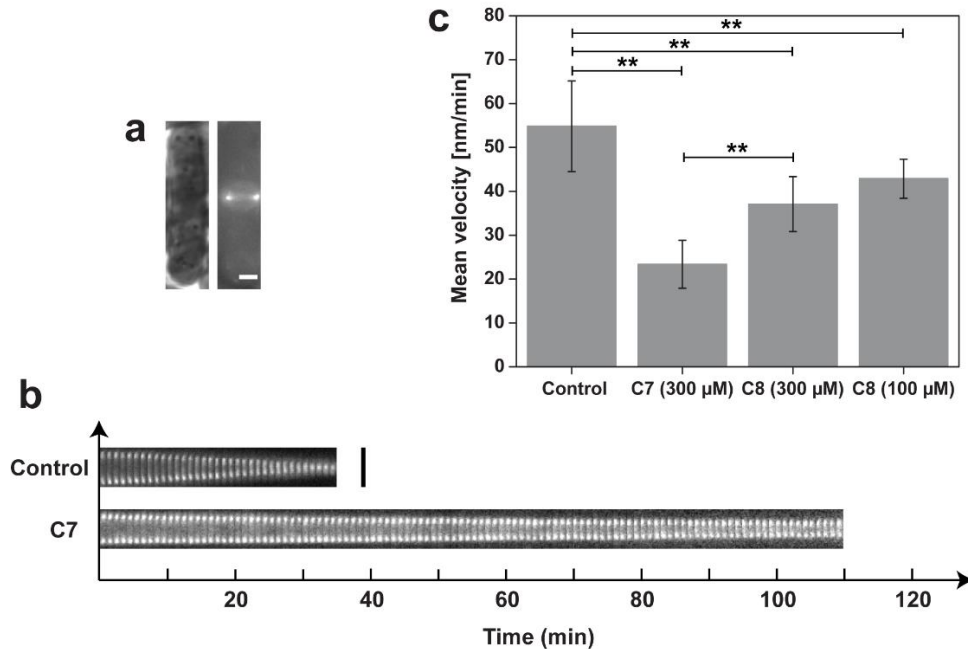 a
c
80
70
60
50
40
30
20
10
0
Mean velocity [nm/min]
**
**
**
**
Control C7 (300 µM) C8 (300 µM) C8 (100 µM)
b
Control
C7
20 40 60 80 100 120
Time (min)